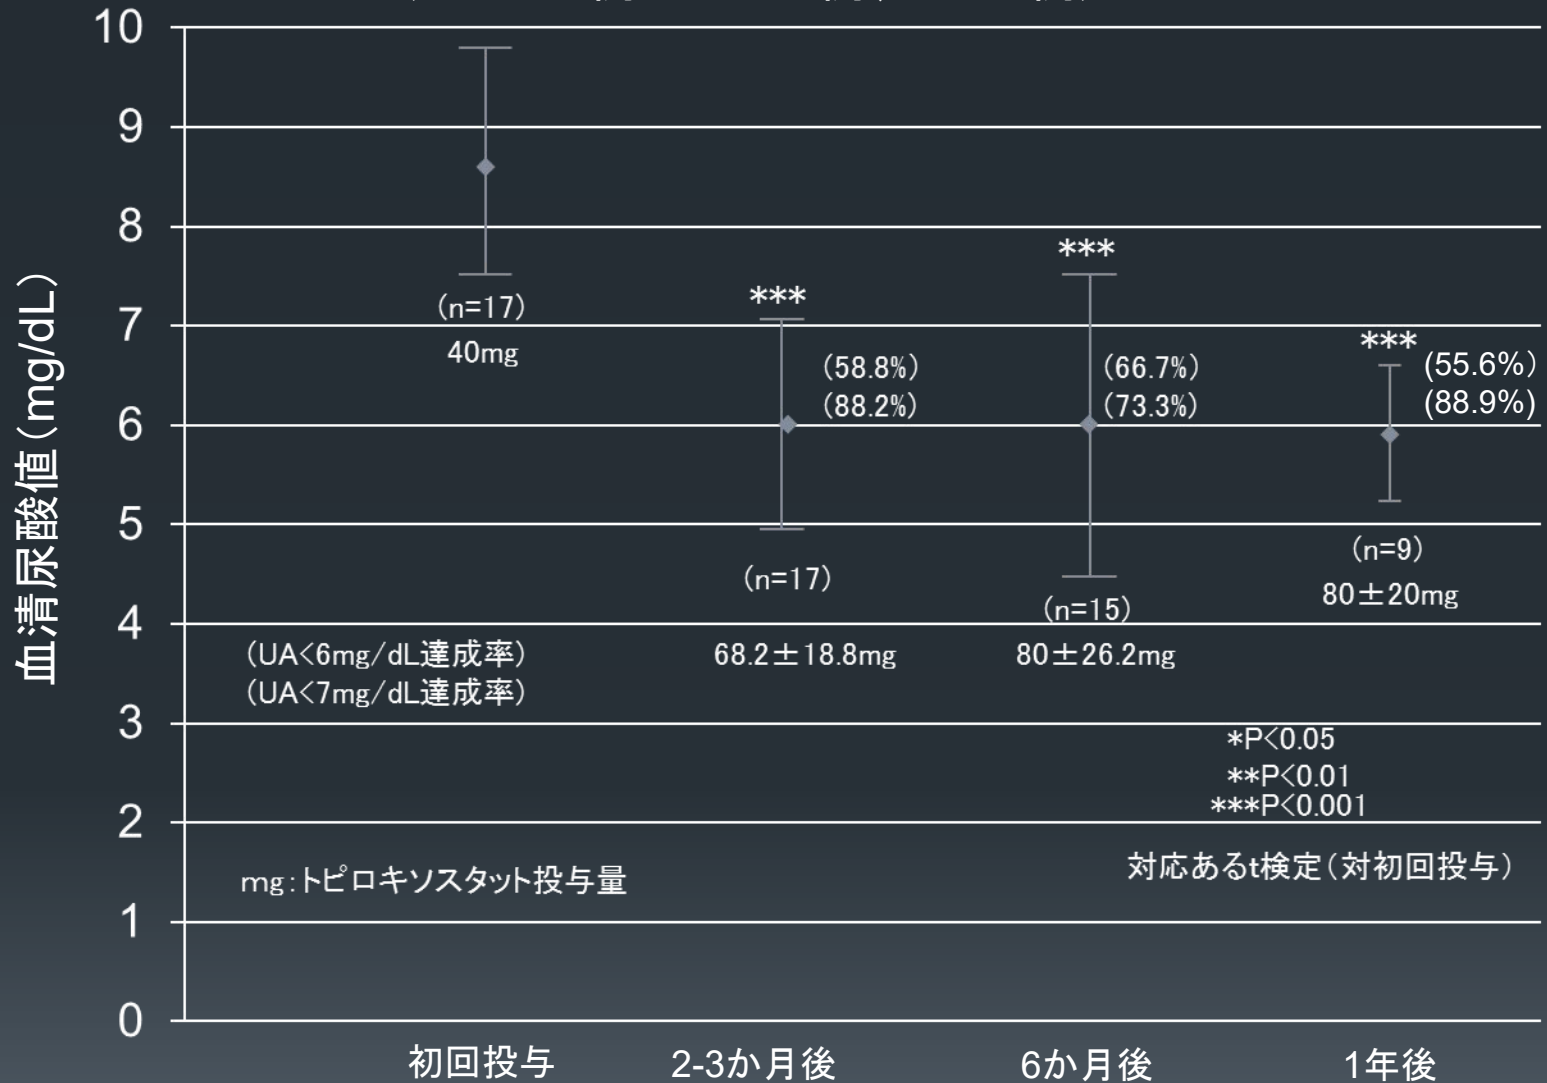 10
9
8
7
6
5
4
3
2
1
0
血清尿酸値(mg/dL)
(n=17)
40mg
***
(58.8%)
(88.2%)
(n=17)
68.2±18.8mg
***
(66.7%)
(73.3%)
(n=15)
80±26.2mg
***
(55.6%)
(88.9%)
(n=9)
80±20mg
(UA<6mg/dL達成率)
(UA<7mg/dL達成率)
*P<0.05
**P<0.01
***P<0.001
対応あるt検定(対初回投与)
mg:トピロキソスタット投与量
初回投与
2-3か月後
6か月後
1年後